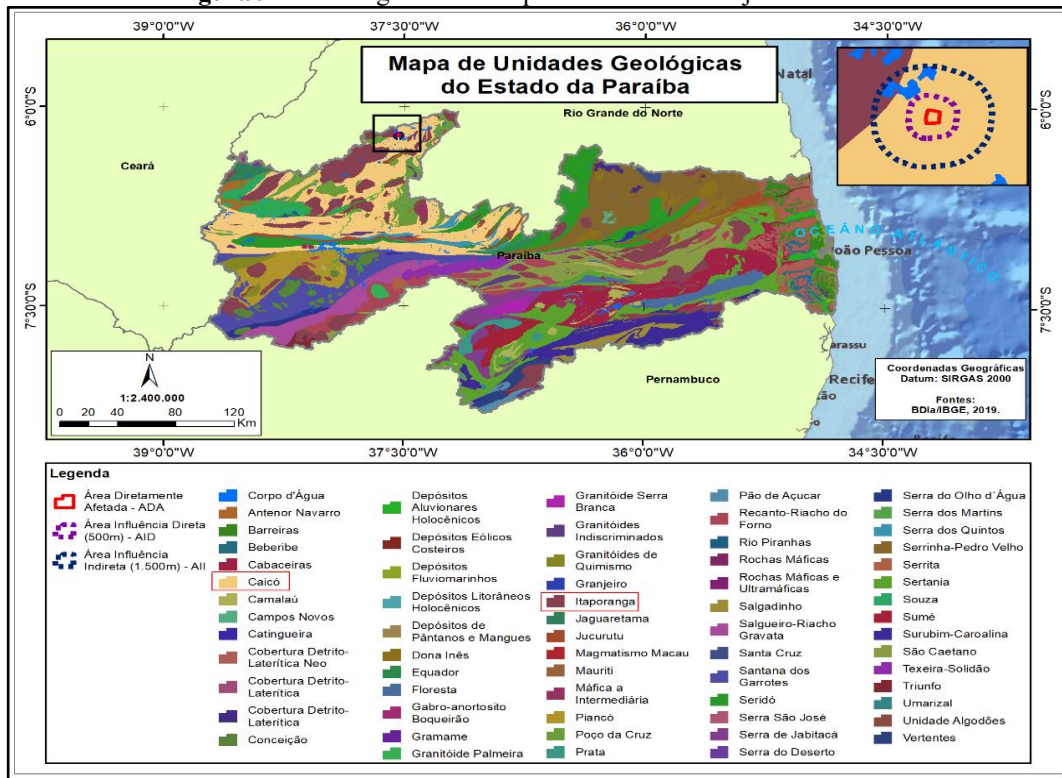 39°0'0"W
37°30'0"W
36°0'0"W
34°30'0"W
Mapa de Unidades Geológicas
do Estado da Paraíba
Natal
6°0'0"S
6°0'0"S
Rio Grande do Norte
Ceará
OCEANO ATLÂNTICO
João Pessoa
Paraíba
7°30'0"S
7°30'0"S
N
1:2.400.000
0 20 40 80 120
Km
Pernambuco
arassu
Recife
ção
Coordenadas Geográficas
Datum: SIRGAS 2000
Fontes:
BDIa/IBGE, 2019.
39°0'0"W
37°30'0"W
36°0'0"W
34°30'0"W
Legenda
Área Diretamente
Afetada - ADA
Área Influência Direta
(500m) - AID
Área Influência
Indireta (1.500m) - AII
Corpo d'Água
Antenor Navarro
Barreiras
Beberibe
Cabaceiras
Caicó
Camalaú
Campos Novos
Catingueira
Cobertura Detrito-
Laterítica Neo
Cobertura Detrito-
Laterítica
Cobertura Detrito-
Laterítica
Conceição
Depósitos
Aluvionares
Holocênicos
Depósitos Eólicos
Costeiros
Depósitos
Fluviomarinhos
Depósitos Litorâneos
Holocênicos
Depósitos de
Pântanos e Mangues
Dona Inês
Equador
Floresta
Gabro-anortosito
Boqueirão
Gramame
Granitóide Palmeira
Granitóide Serra
Branca
Granitóides
Indiscriminados
Granitóides de
Quimismo
Granjeiro
Itaporanga
Jaguaretama
Jucurutu
Magmatismo Macau
Mauriti
Máfica a
Intermediária
Piancó
Poço da Cruz
Prata
Pão de Açucar
Recanto-Riacho do
Forno
Rio Piranhas
Rochas Máficas
Rochas Máficas e
Ultramáficas
Salgadinho
Salgueiro-Riacho
Gravata
Santa Cruz
Santana dos
Garrotes
Seridó
Serra São José
Serra de Jabitacá
Serra do Deserto
Serra do Olho d´Água
Serra dos Martins
Serra dos Quintos
Serrinha-Pedro Velho
Serrita
Sertania
Souza
Sumé
Surubim-Caroalina
São Caetano
Texeira-Solidão
Triunfo
Umarizal
Unidade Algodões
Vertentes